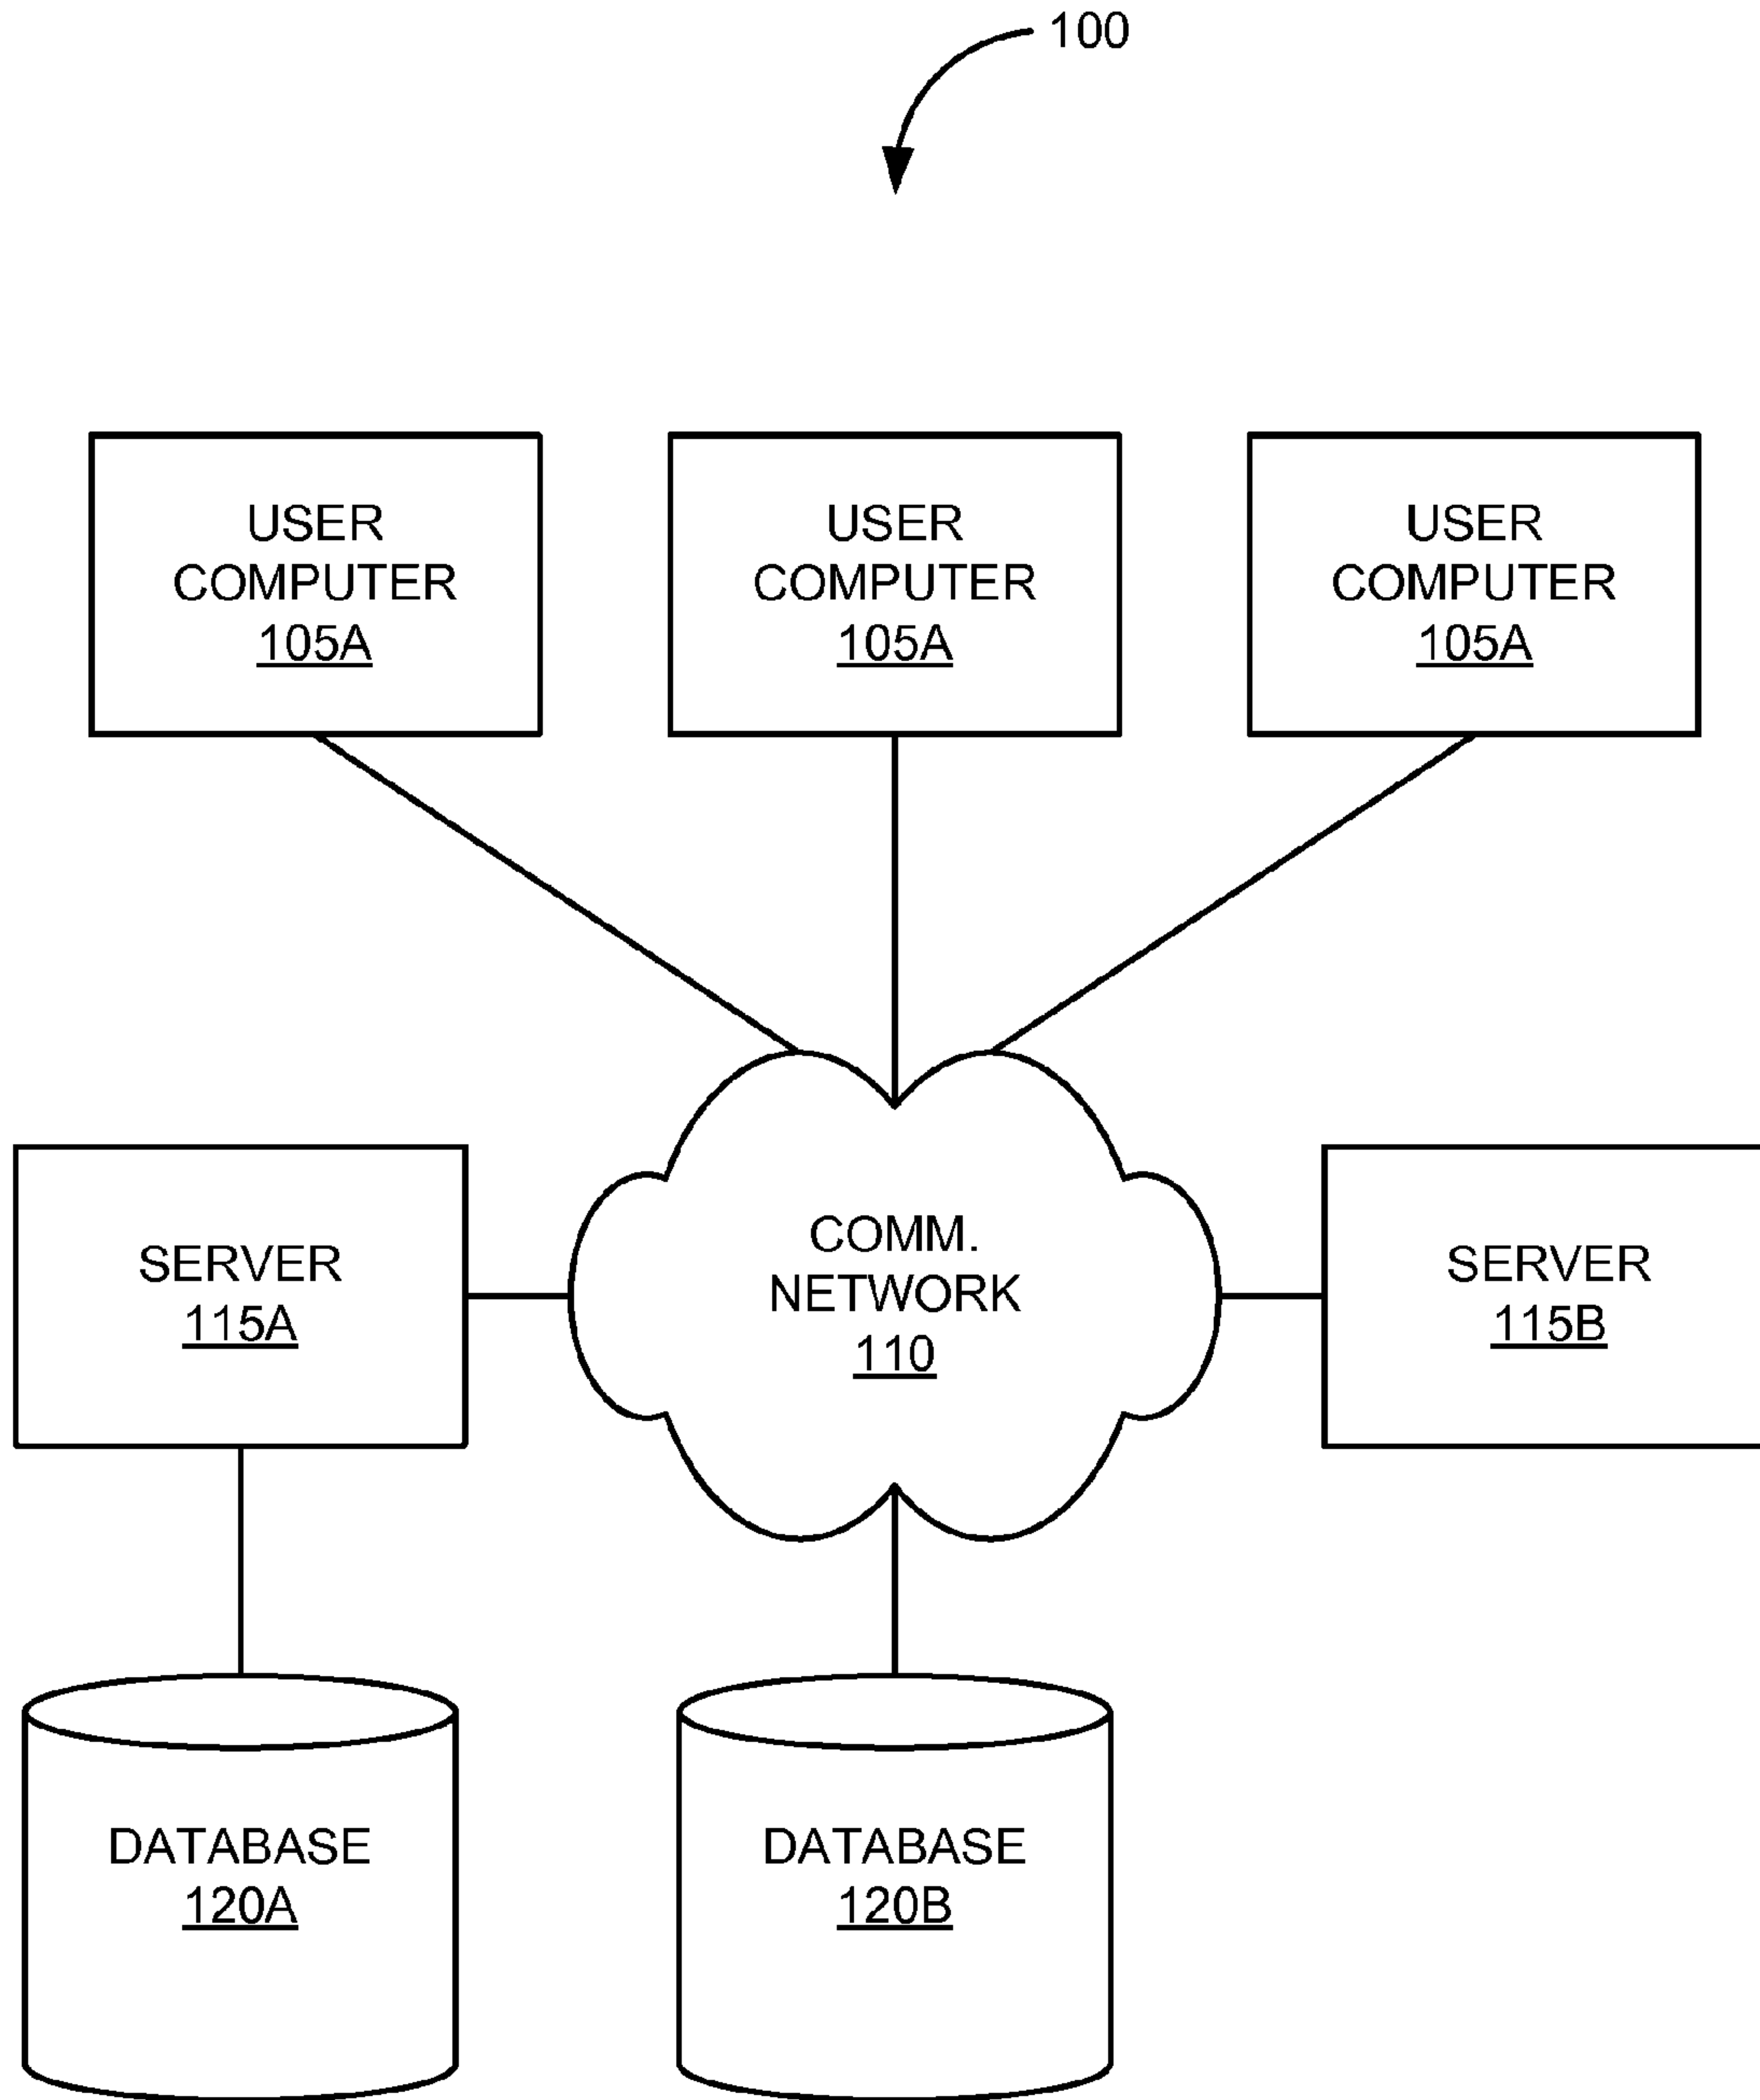 100
USER
COMPUTER
105A
USER
COMPUTER
105A
USER
COMPUTER
105A
COMM.
NETWORK
110
SERVER
115A
SERVER
115B
DATABASE
120A
DATABASE
120B